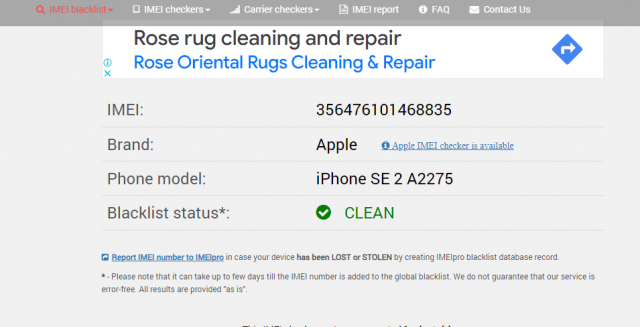 IMEI blacklist IMEI checkers Carrier checkers IMEI report FAQ Contact Us
Rose rug cleaning and repair
Rose Oriental Rugs Cleaning & Repair
IMEI: 356476101468835
Brand: Apple Apple IMEI checker is available
Phone model: iPhone SE 2 A2275
Blacklist status*: CLEAN
Report IMEI number to IMEIpro in case your device has been LOST or STOLEN by creating IMEIpro blacklist database record.
* - Please note that it can take up to few days till the IMEI number is added to the global blacklist. We do not guarantee that our service is
error-free. All results are provided "as is".